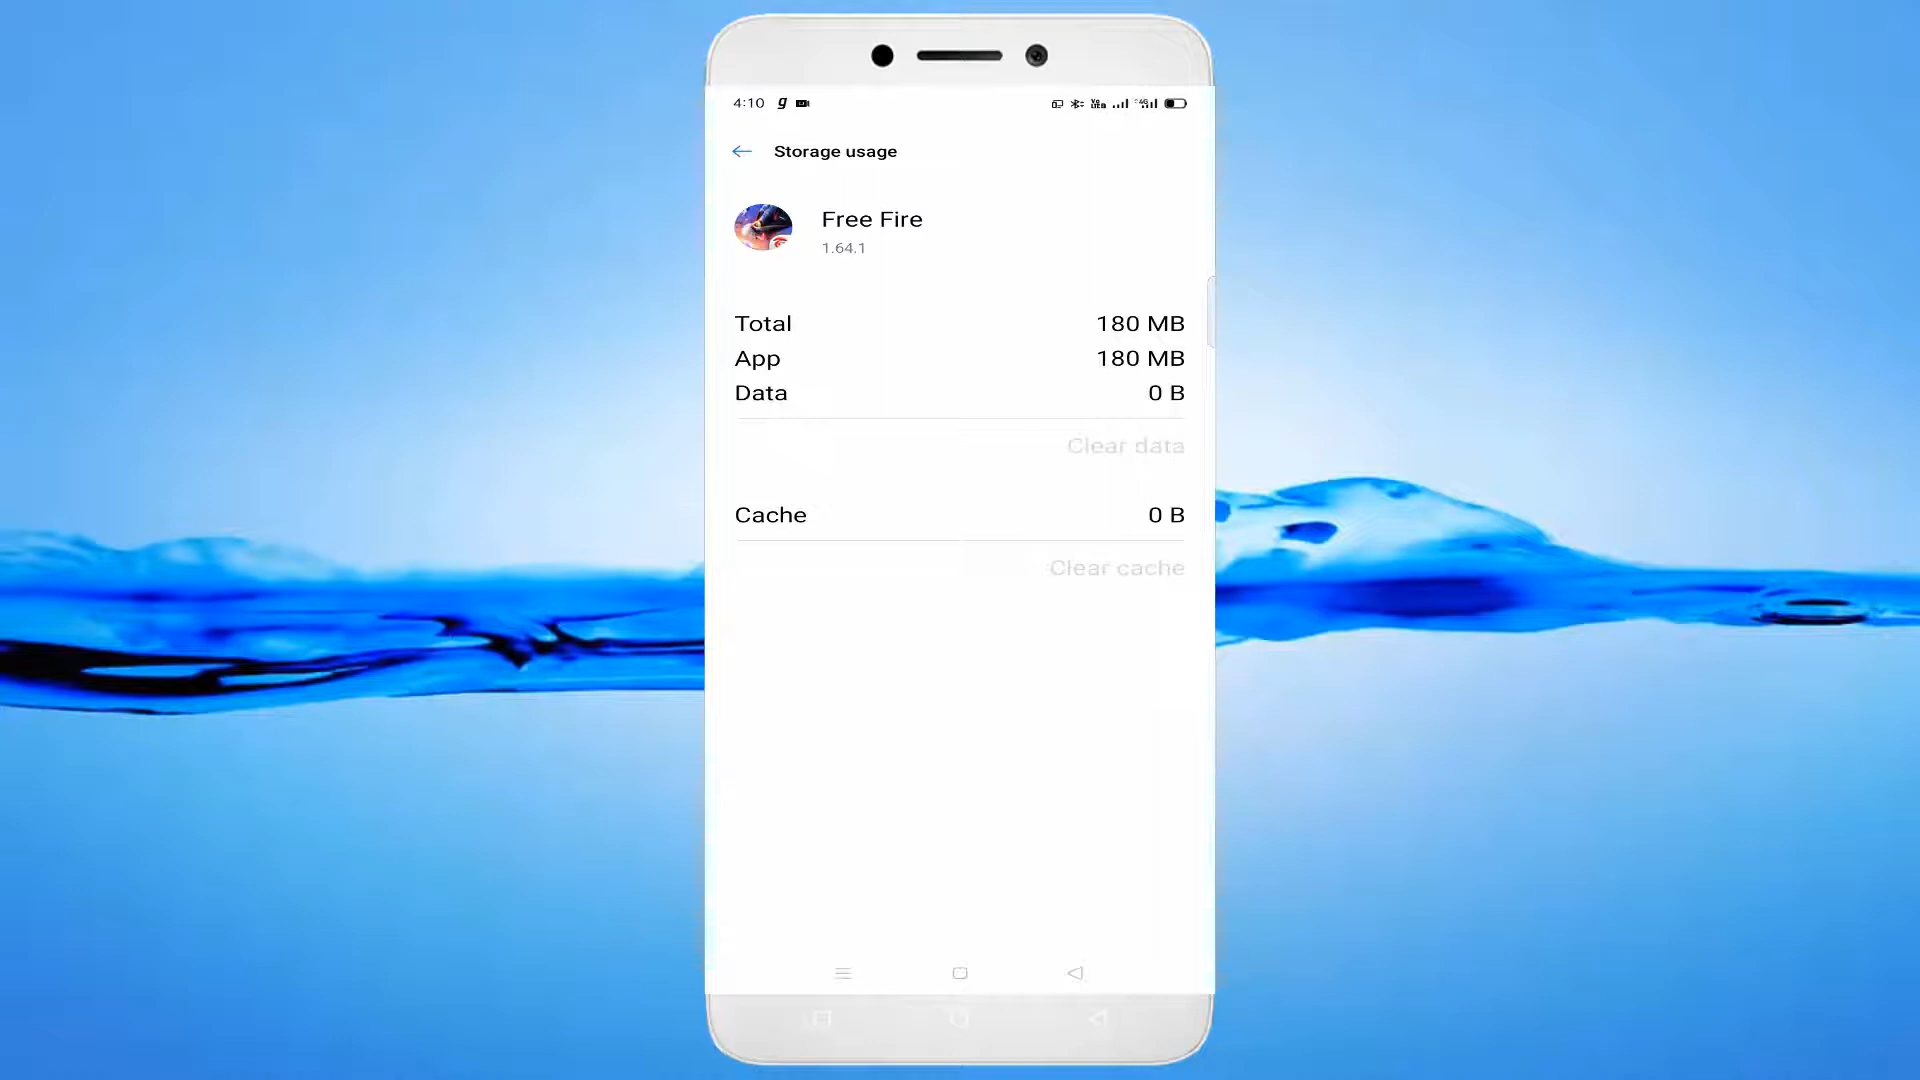 4:10
Storage usage
Free Fire
1.64.1
Total 180 MB
App 180 MB
Data 0 B
Clear data
Cache 0 B
Clear cache